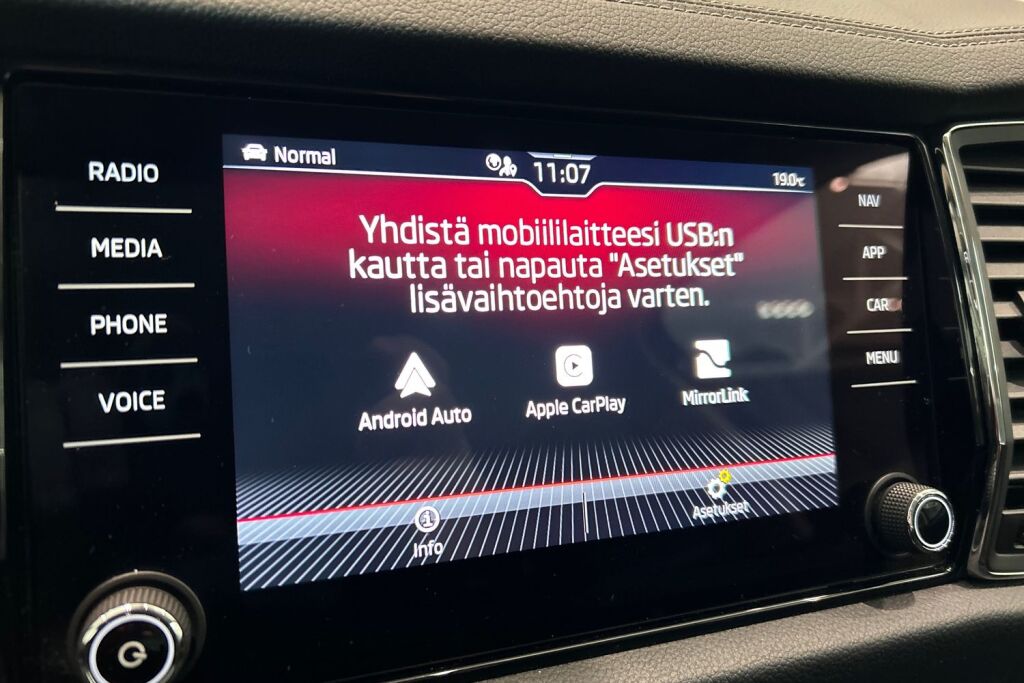 RADIO
MEDIA
PHONE
VOICE
Normal
11:07
19.0°C
Yhdistä mobiililaitteesi USB:n
kautta tai napauta "Asetukset"
lisävaihtoehtoja varten.
Android Auto
Apple CarPlay
MirrorLink
Info
Asetukset
NAV
APP
CAR
MENU